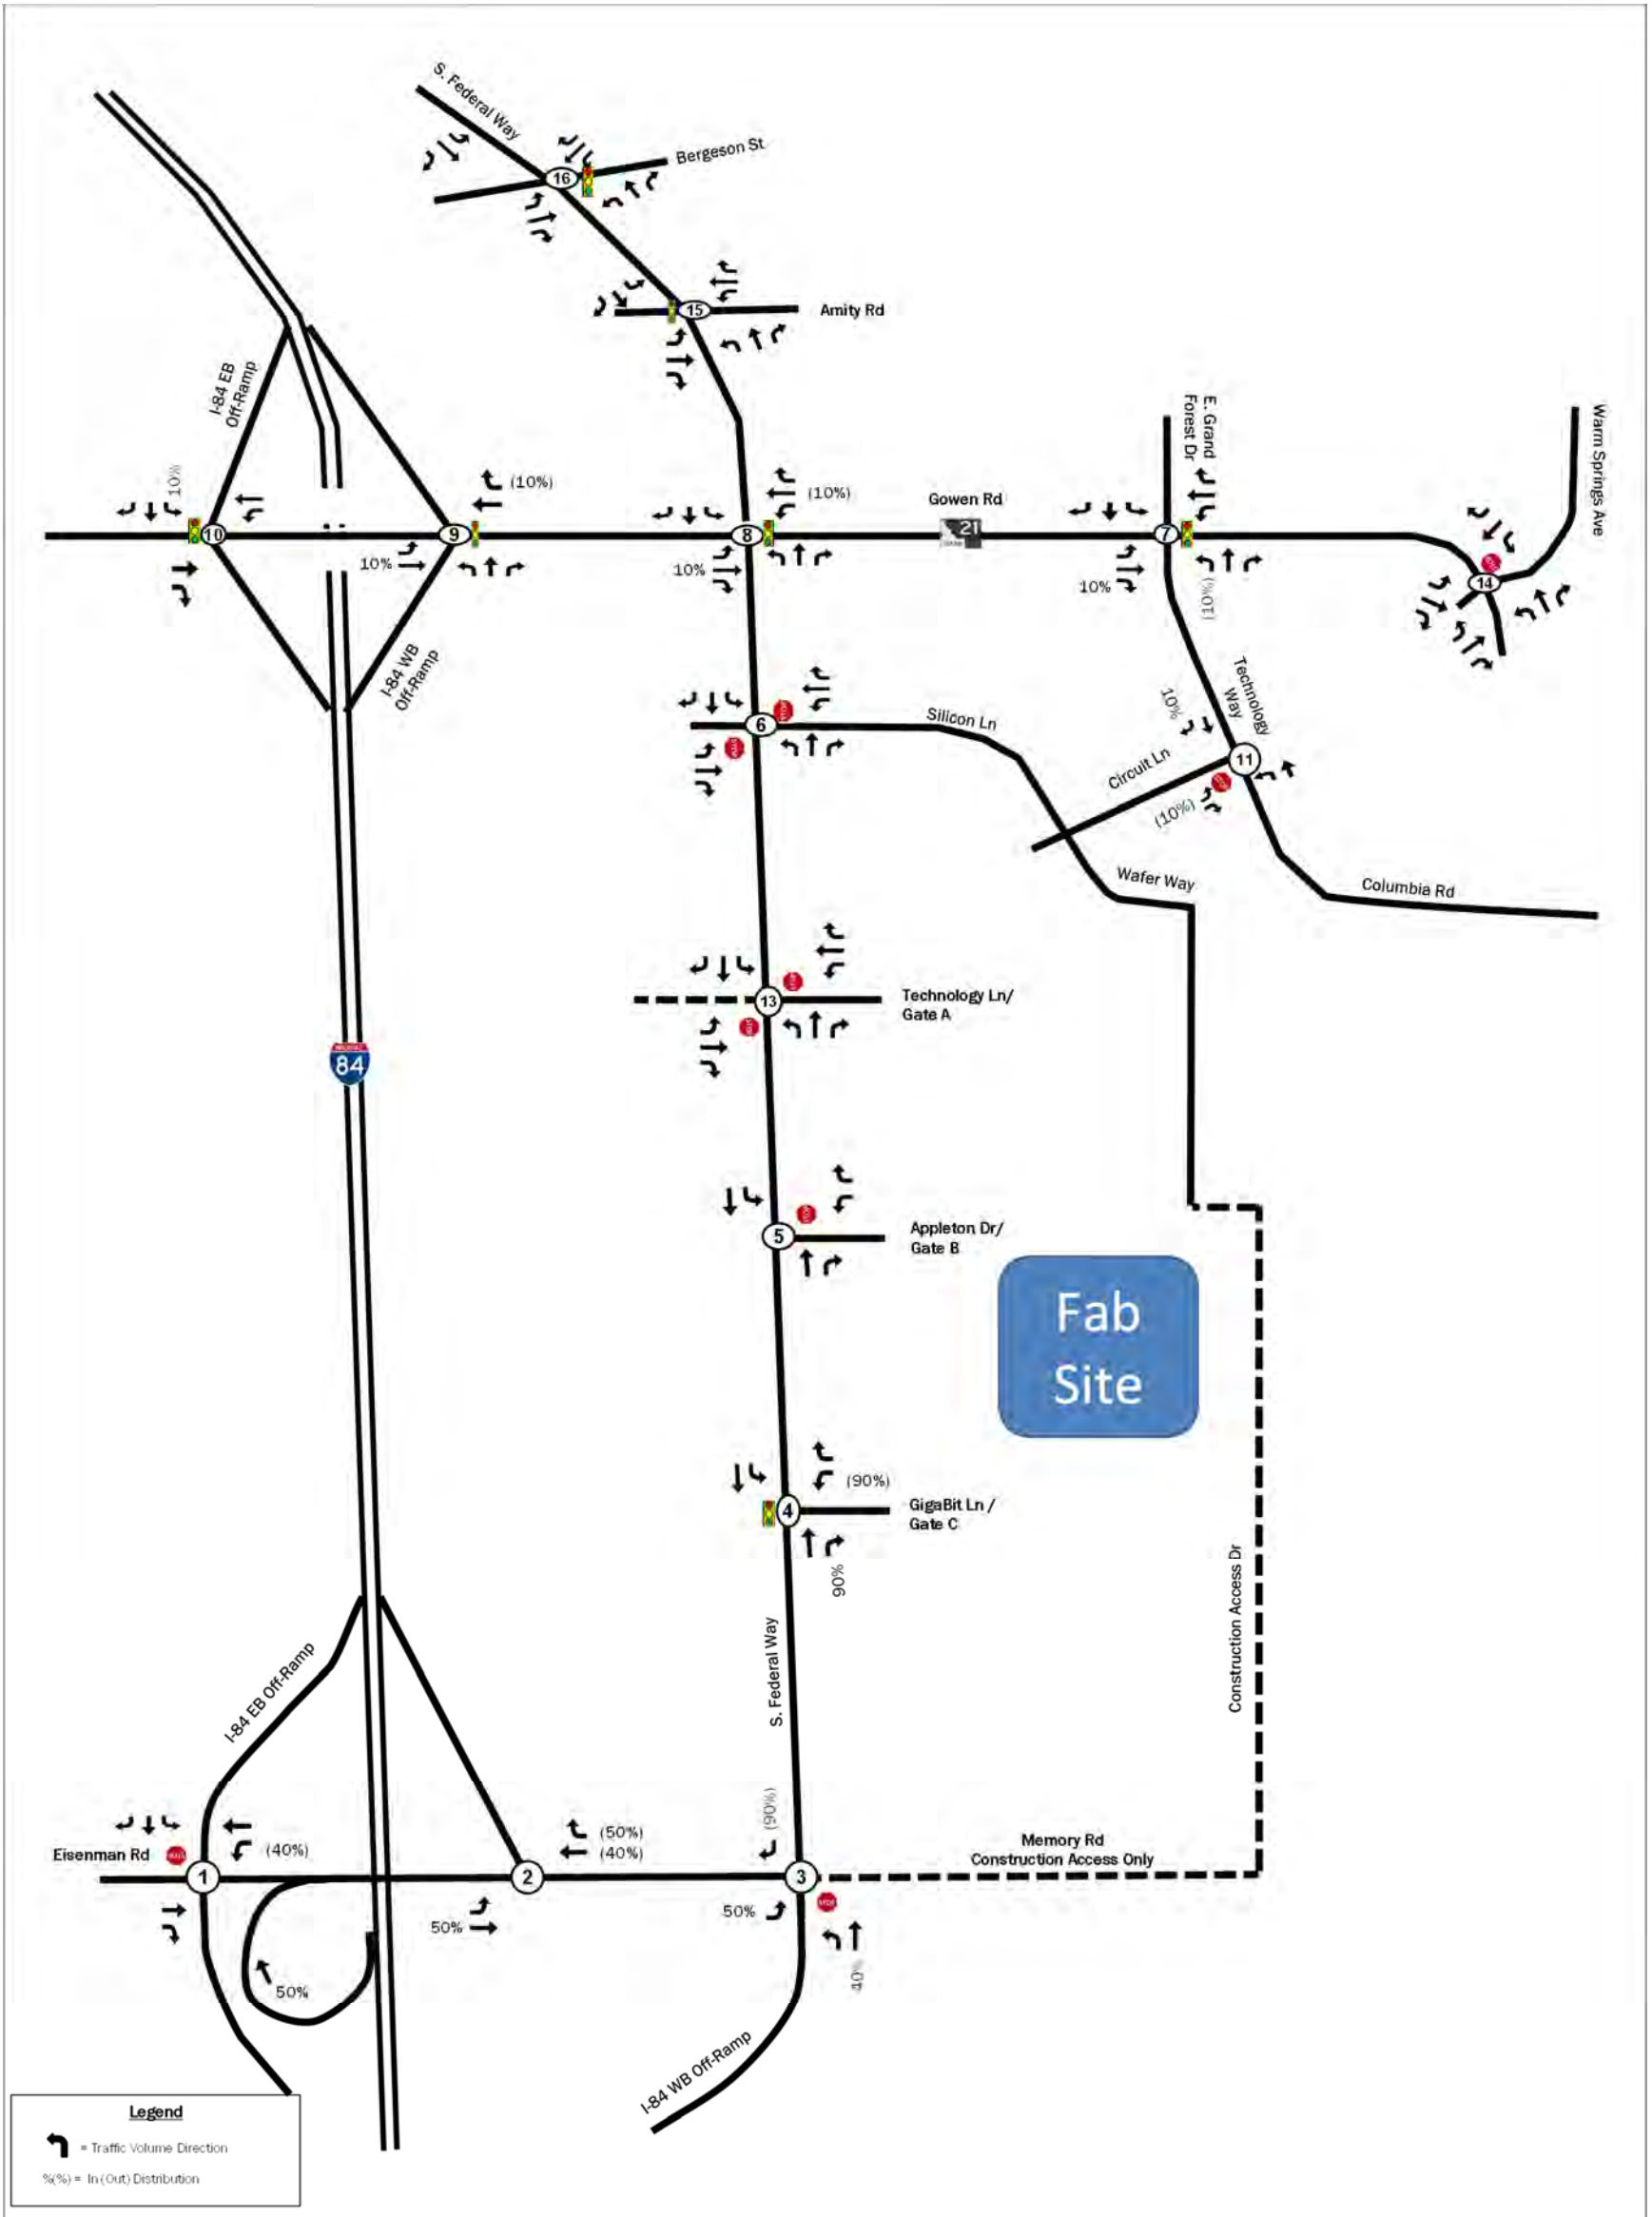 S. Federal Way
16
Bergeson St
15
Amity Rd
I-84 EB
Off-Ramp
10%
10
(10%)
9
10%
(10%)
8
10%
Gowen Rd
21
E. Grand
Forest Dr
7
10%
(10%)
Warm Springs Ave
14
I-84 WB
Off-Ramp
6
Silicon Ln
Technology
Way
10%
11
Circuit Ln
(10%)
Wafer Way
Columbia Rd
13
Technology Ln/
Gate A
84
5
Appleton Dr/
Gate B
Fab
Site
(90%)
4
GigaBit Ln /
Gate C
90%
S. Federal Way
Construction Access Dr
I-84 EB Off-Ramp
Eisenman Rd
1
(40%)
(50%)
(40%)
2
50%
(90%)
3
50%
40%
Memory Rd
Construction Access Only
50%
I-84 WB Off-Ramp
Legend
= Traffic Volume Direction
%(%) = In (Out) Distribution